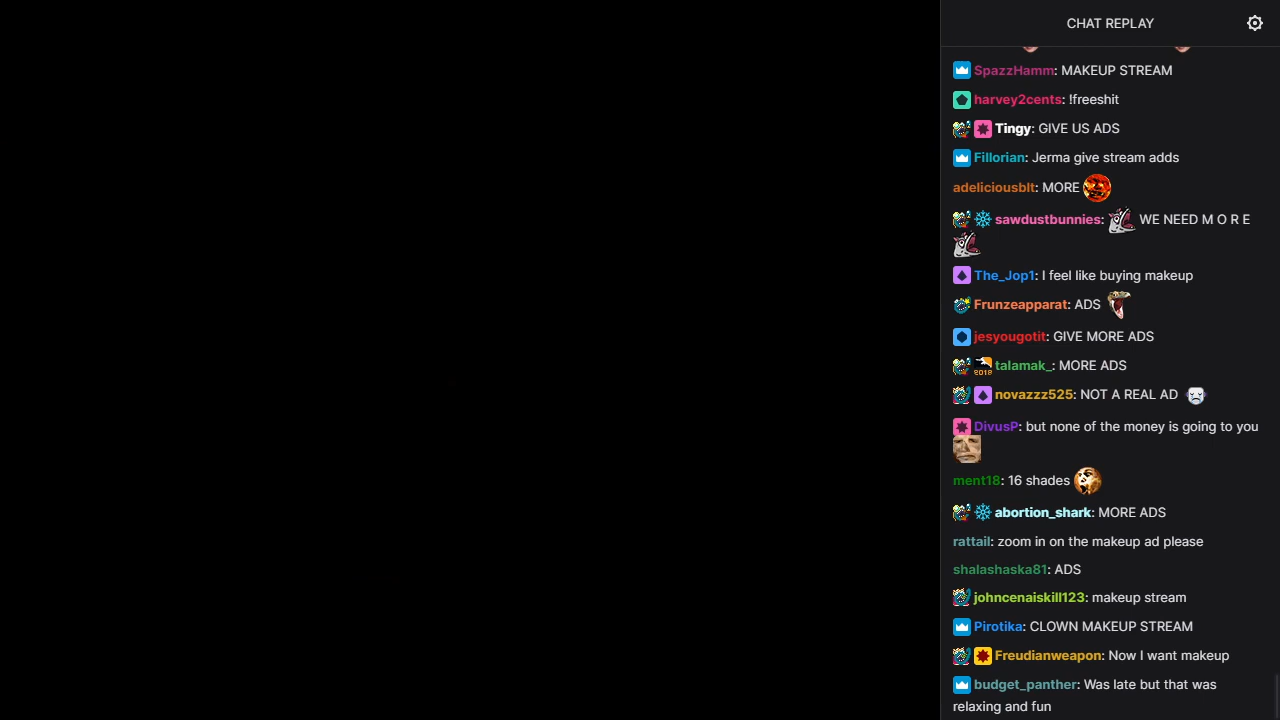 CHAT REPLAY
SpazzHamm: MAKEUP STREAM
harvey2cents: !freeshit
Tingy: GIVE US ADS
Fillorian: Jerma give stream adds
adeliciousblt: MORE
sawdustbunnies: WE NEED M O R E
The_Jop1: I feel like buying makeup
Frunzeapparat: ADS
jesyougotit: GIVE MORE ADS
2018 talamak_: MORE ADS
novazzz525: NOT A REAL AD
DivusP: but none of the money is going to you
ment18: 16 shades
abortion_shark: MORE ADS
rattail: zoom in on the makeup ad please
shalashaska81: ADS
johncenaiskill123: makeup stream
Pirotika: CLOWN MAKEUP STREAM
Freudianweapon: Now I want makeup
budget_panther: Was late but that was
relaxing and fun